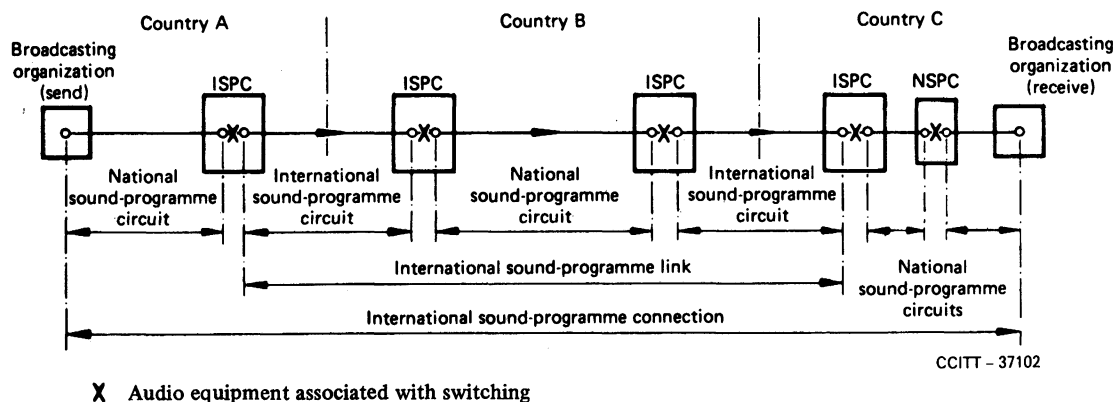 Country A
Country B
Country C
Broadcasting
organization
(send)
ISPC
ISPC
ISPC
ISPC
NSPC
Broadcasting
organization
(receive)
X
X
X
X
X
National
sound-programme
circuit
International
sound-programme
circuit
National
sound-programme
circuit
International
sound-programme
circuit
International sound-programme link
National
sound-programme
circuits
International sound-programme connection
CCITT – 37102
X Audio equipment associated with switching